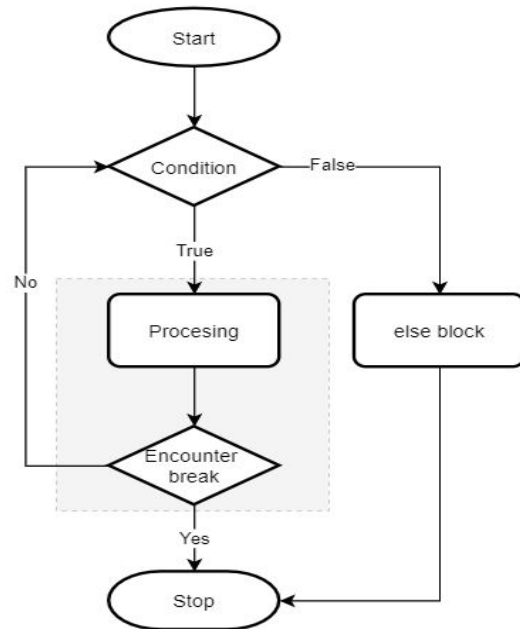 Start
Condition
False
True
No
Procesing
else block
Encounter
break
Yes
Stop